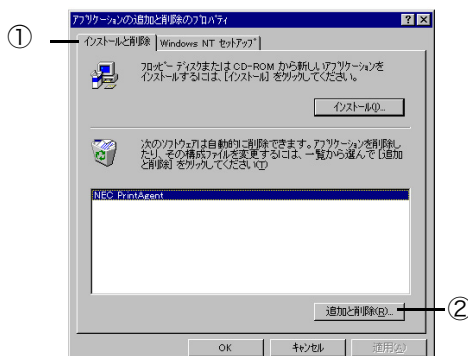 ①
アプリケーションの追加と削除のプロパティ
インストールと削除
Windows NT セットアップ
フロッピー ディスクまたは CD-ROM から新しいアプリケーションを
インストールするには、[インストール] をクリックしてください。
インストール(I)...
次のソフトウェアは自動的に削除できます。アプリケーションを削除し
たり、その構成ファイルを変更するには、一覧から選んで [追加
と削除] をクリックしてください(T)
NEC PrintAgent
追加と削除(R)...
②
OK
キャンセル
適用(A)